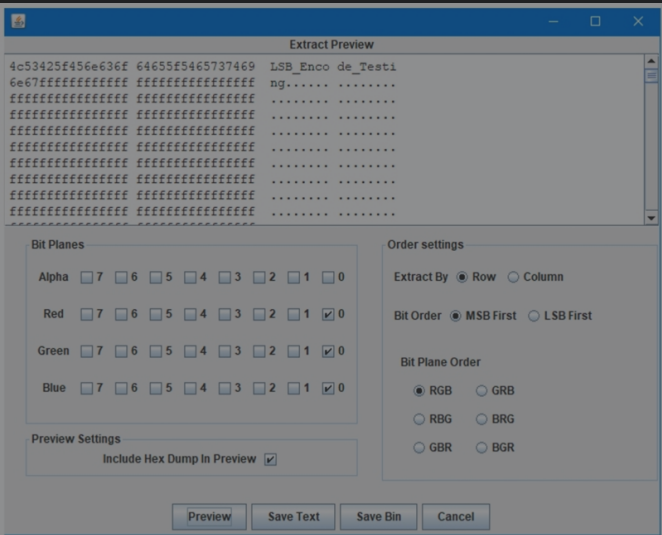 Extract Preview
4c53425f456e636f 64655f5465737469 LSB_Enco de_Testi
6e67ffffffffffff ffffffffffffffff ng...... ........
ffffffffffffffff ffffffffffffffff ........ ........
ffffffffffffffff ffffffffffffffff ........ ........
ffffffffffffffff ffffffffffffffff ........ ........
ffffffffffffffff ffffffffffffffff ........ ........
ffffffffffffffff ffffffffffffffff ........ ........
ffffffffffffffff ffffffffffffffff ........ ........
ffffffffffffffff ffffffffffffffff ........ ........
ffffffffffffffff ffffffffffffffff ........ ........
Bit Planes
Alpha 7 6 5 4 3 2 1 0
Red 7 6 5 4 3 2 1 0
Green 7 6 5 4 3 2 1 0
Blue 7 6 5 4 3 2 1 0
Preview Settings
Include Hex Dump In Preview
Order settings
Extract By Row Column
Bit Order MSB First LSB First
Bit Plane Order
RGB GRB
RBG BRG
GBR BGR
Preview Save Text Save Bin Cancel